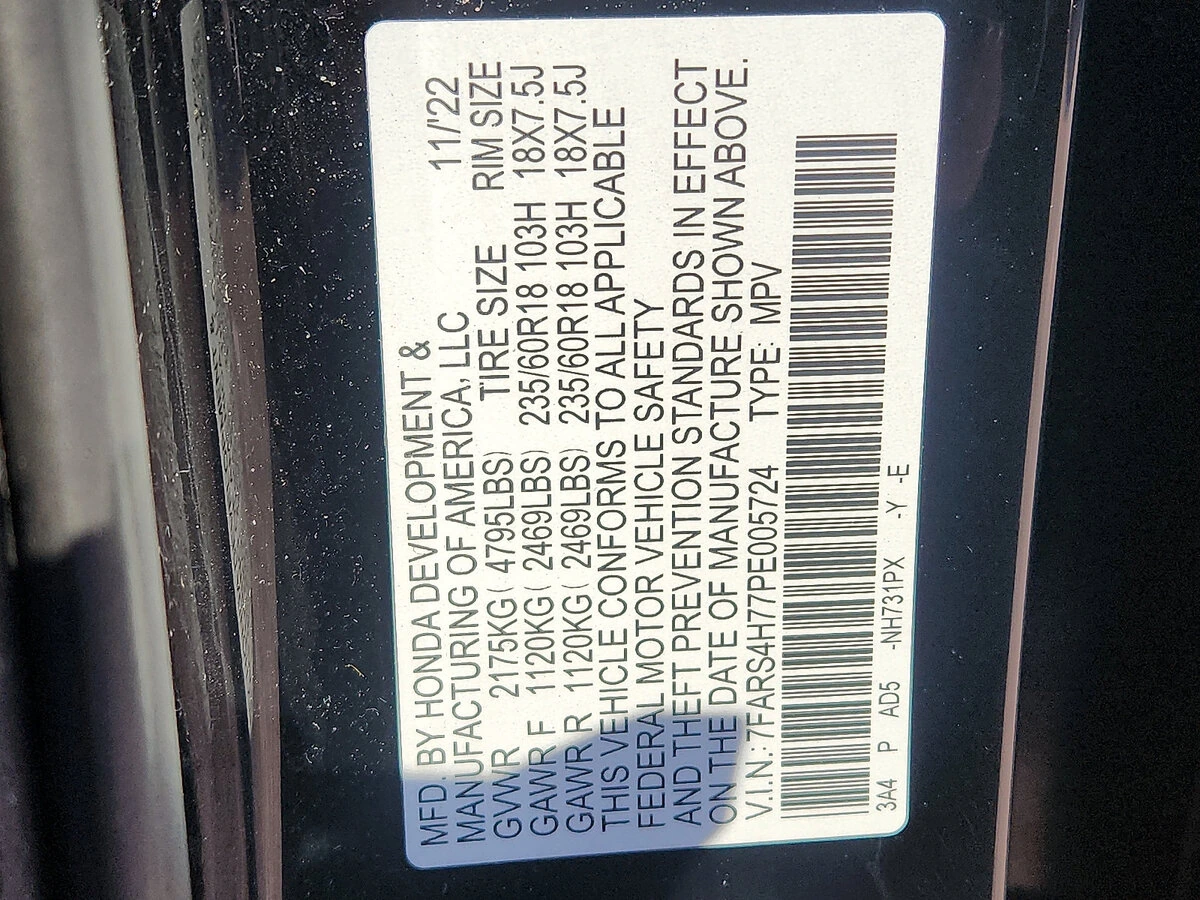 MFD. BY HONDA DEVELOPMENT &
MANUFACTURING OF AMERICA, LLC 11/'22
GVWR 2175KG( 4795LBS) TIRE SIZE RIM SIZE
GAWR F 1120KG( 2469LBS) 235/60R18 103H 18X7.5J
GAWR R 1120KG( 2469LBS) 235/60R18 103H 18X7.5J
THIS VEHICLE CONFORMS TO ALL APPLICABLE
FEDERAL MOTOR VEHICLE SAFETY
AND THEFT PREVENTION STANDARDS IN EFFECT
ON THE DATE OF MANUFACTURE SHOWN ABOVE.
V.I.N.: 7FARS4H77PE005724 TYPE: MPV
3A4 P AD5 -NH731PX -Y -E